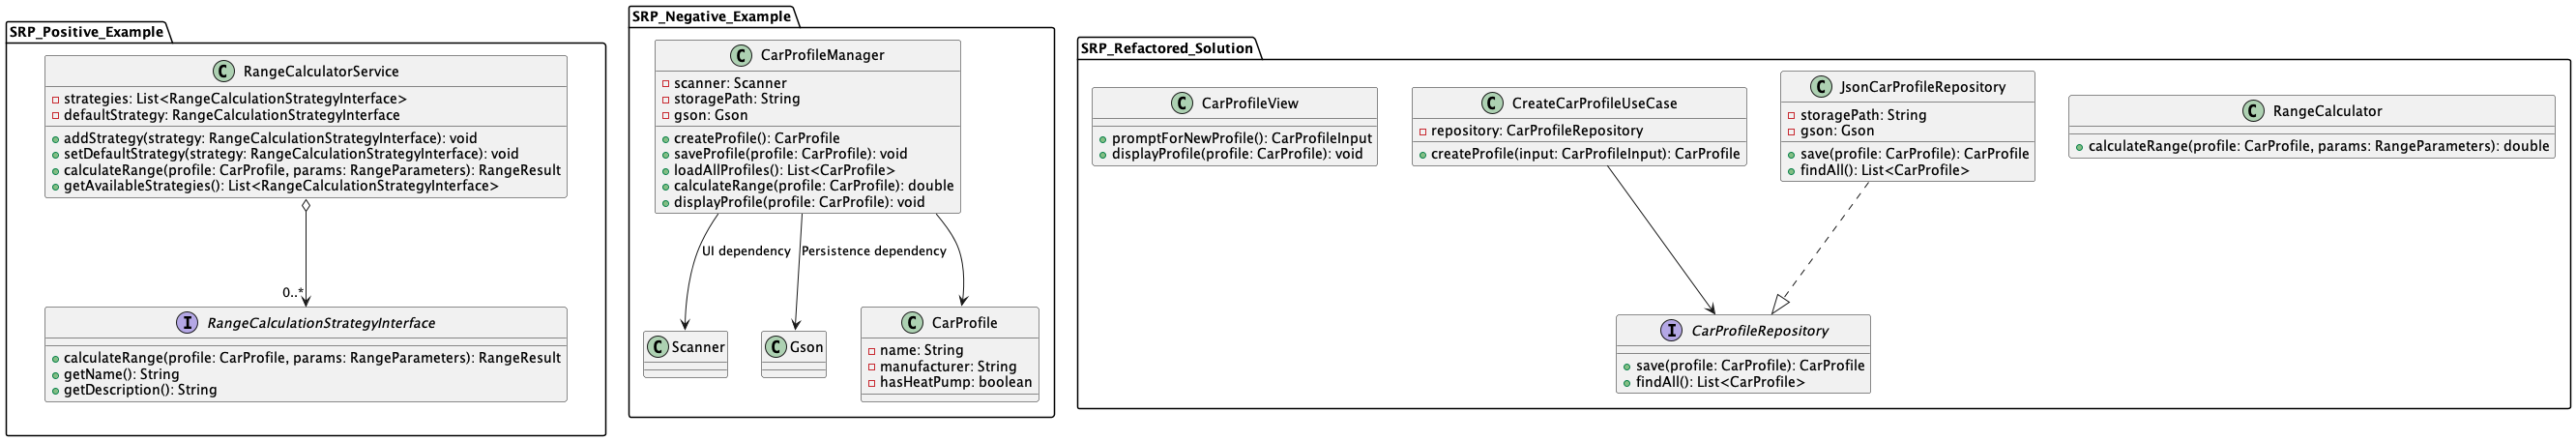 SRP_Positive_Example
C RangeCalculatorService
strategies: List<RangeCalculationStrategyInterface>
defaultStrategy: RangeCalculationStrategyInterface
addStrategy(strategy: RangeCalculationStrategyInterface): void
setDefaultStrategy(strategy: RangeCalculationStrategyInterface): void
calculateRange(profile: CarProfile, params: RangeParameters): RangeResult
getAvailableStrategies(): List<RangeCalculationStrategyInterface>
0..*
I RangeCalculationStrategyInterface
calculateRange(profile: CarProfile, params: RangeParameters): RangeResult
getName(): String
getDescription(): String
SRP_Negative_Example
C CarProfileManager
scanner: Scanner
storagePath: String
gson: Gson
createProfile(): CarProfile
saveProfile(profile: CarProfile): void
loadAllProfiles(): List<CarProfile>
calculateRange(profile: CarProfile): double
displayProfile(profile: CarProfile): void
UI dependency
Persistence dependency
C Scanner
C Gson
C CarProfile
name: String
manufacturer: String
hasHeatPump: boolean
SRP_Refactored_Solution
C CarProfileView
promptForNewProfile(): CarProfileInput
displayProfile(profile: CarProfile): void
C CreateCarProfileUseCase
repository: CarProfileRepository
createProfile(input: CarProfileInput): CarProfile
C JsonCarProfileRepository
storagePath: String
gson: Gson
save(profile: CarProfile): CarProfile
findAll(): List<CarProfile>
C RangeCalculator
calculateRange(profile: CarProfile, params: RangeParameters): double
I CarProfileRepository
save(profile: CarProfile): CarProfile
findAll(): List<CarProfile>